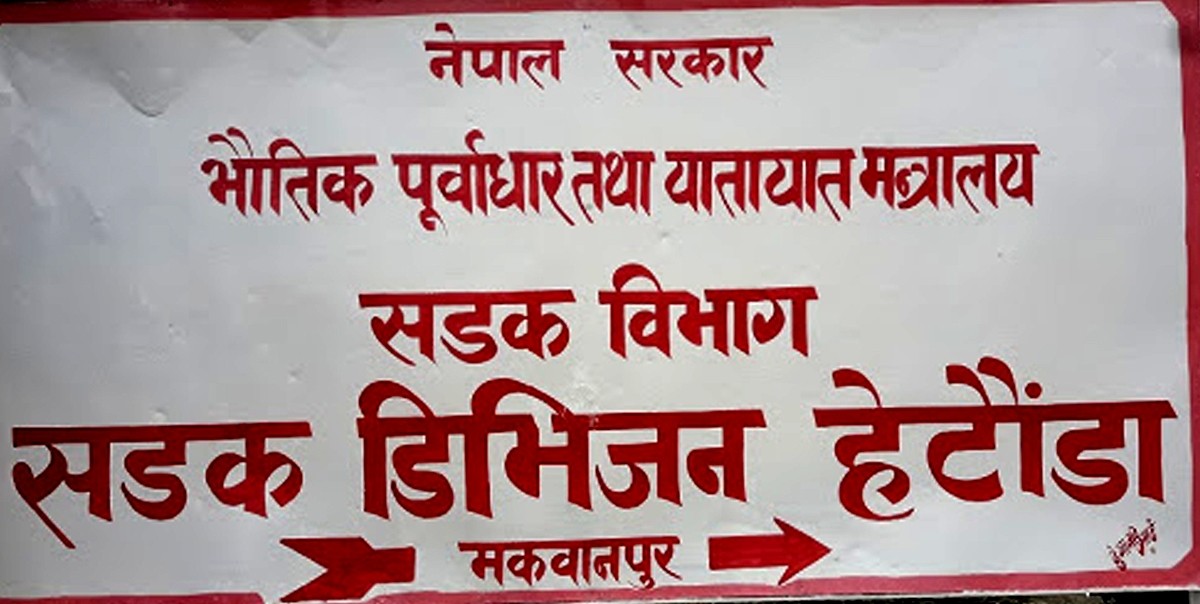 नेपाल सरकार
भौतिक पूर्वाधार तथा यातायात मन्त्रालय
सडक विभाग
सडक डिभिजन हेटौंडा
मकवानपुर